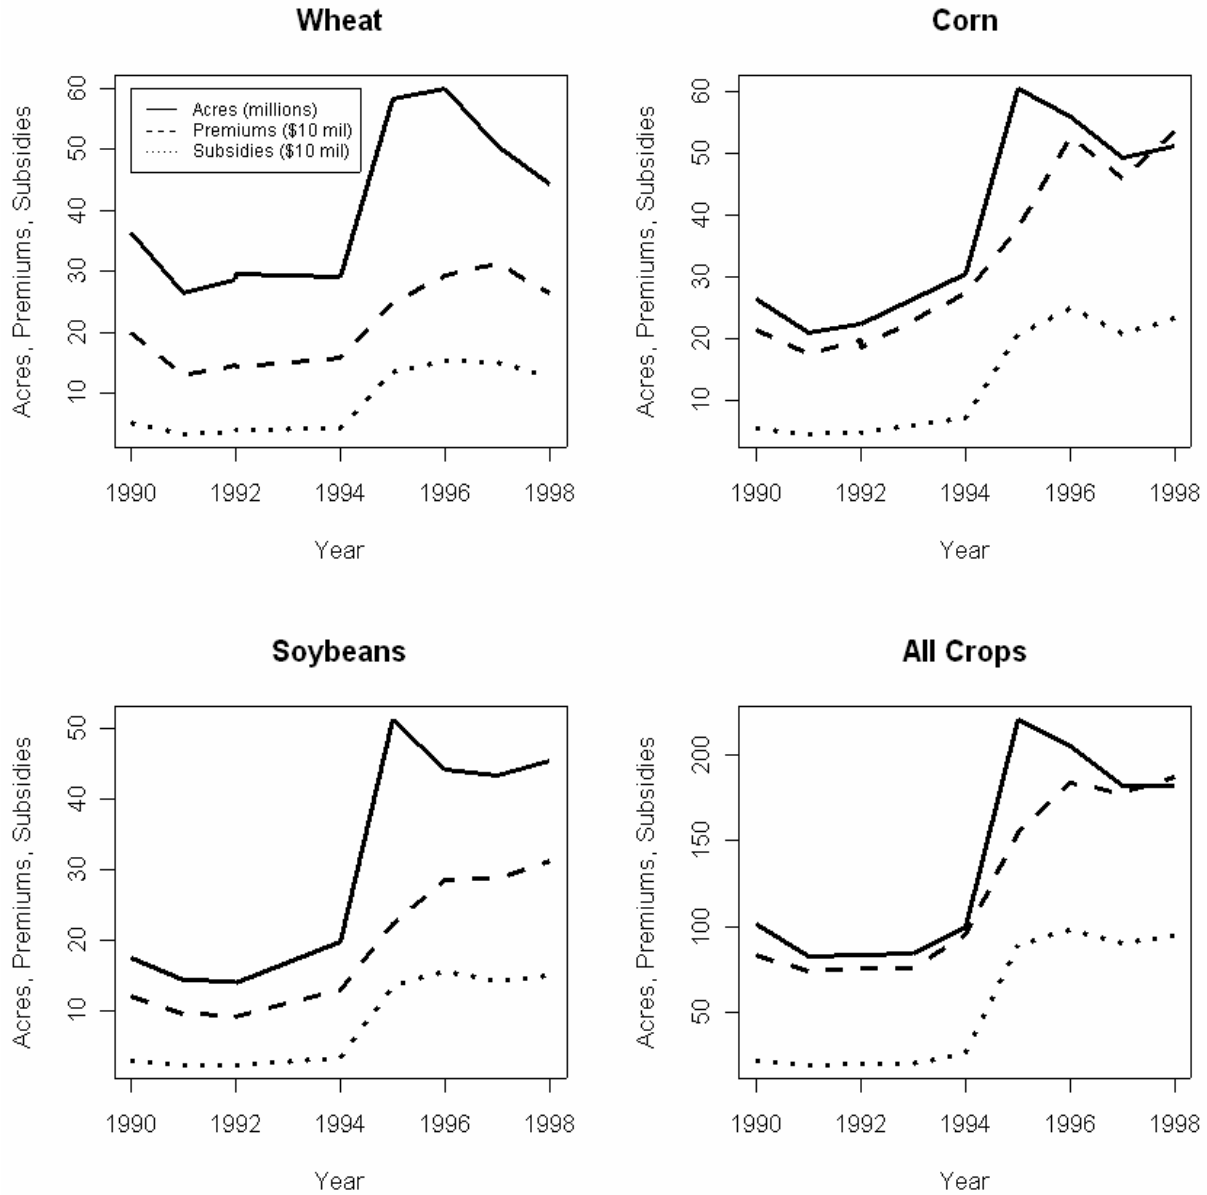 Wheat
Acres, Premiums, Subsidies
60
50
40
30
20
10
Acres (millions)
Premiums ($10 mil)
Subsidies ($10 mil)
1990 1992 1994 1996 1998
Year
Corn
Acres, Premiums, Subsidies
60
50
40
30
20
10
1990 1992 1994 1996 1998
Year
Soybeans
Acres, Premiums, Subsidies
50
40
30
20
10
1990 1992 1994 1996 1998
Year
All Crops
Acres, Premiums, Subsidies
200
150
100
50
1990 1992 1994 1996 1998
Year